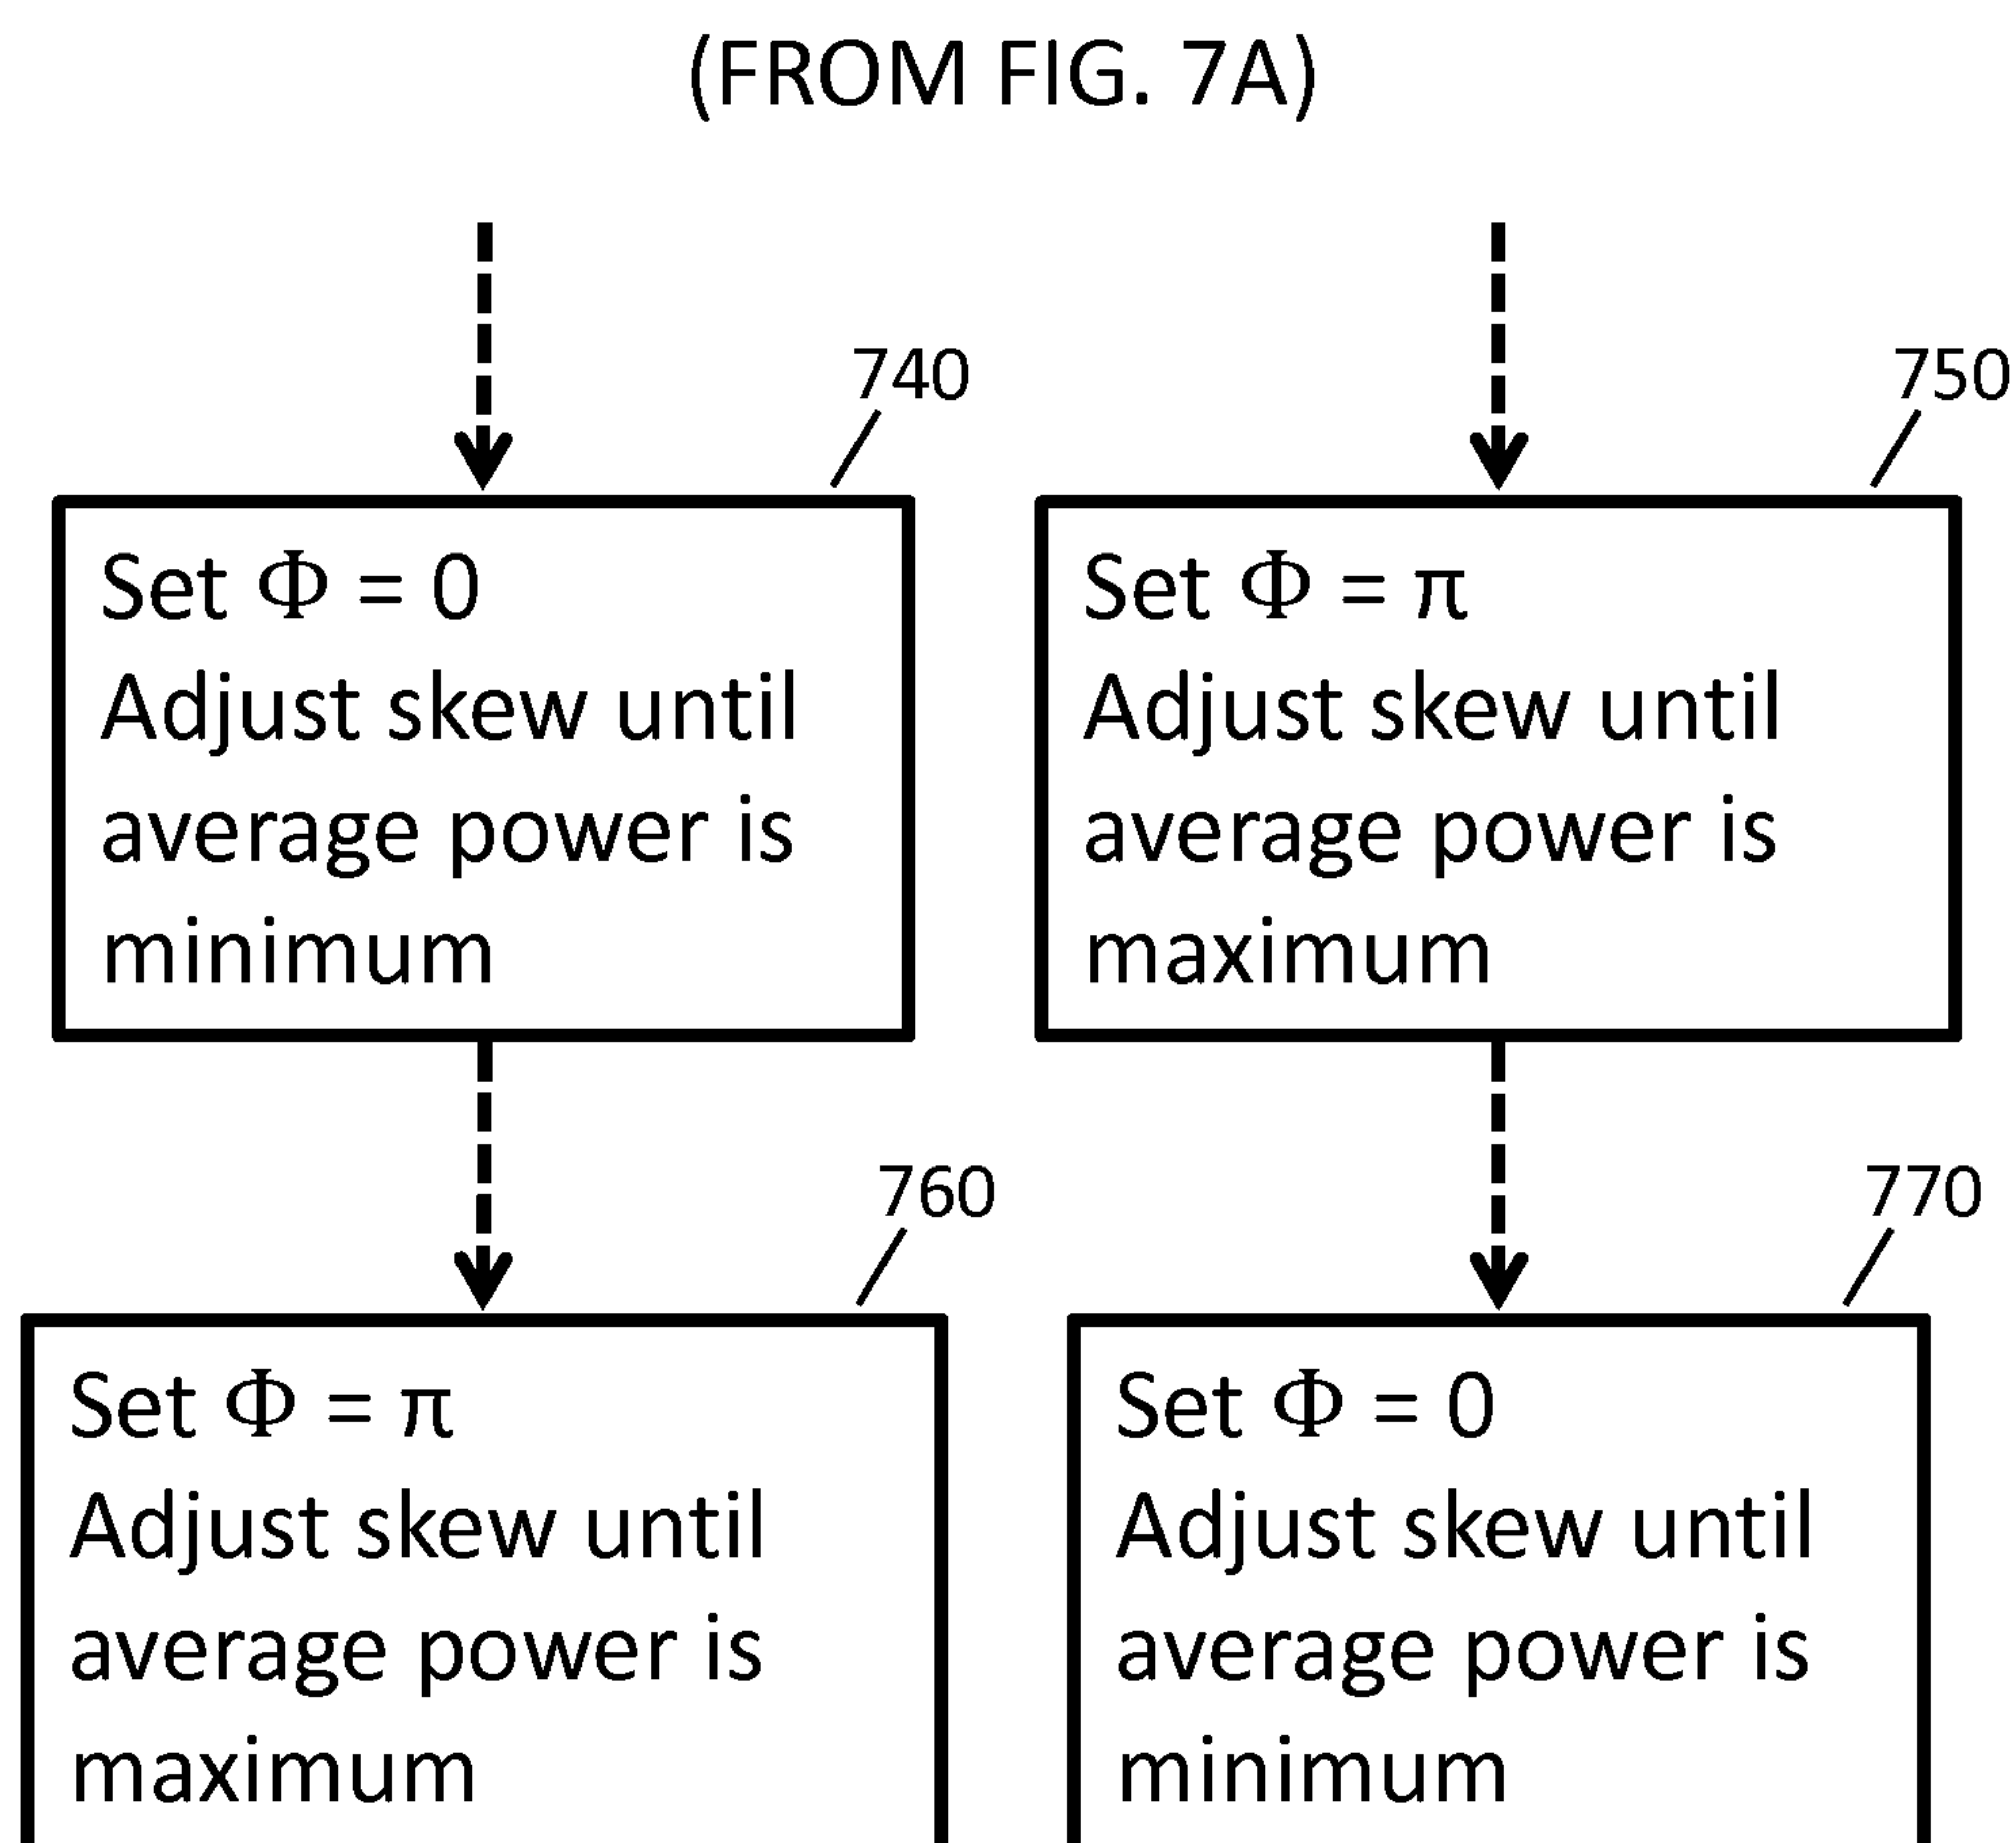 (FROM FIG. 7A)
740
Set Φ = 0
Adjust skew until
average power is
minimum
750
Set Φ = π
Adjust skew until
average power is
maximum
760
Set Φ = π
Adjust skew until
average power is
maximum
770
Set Φ = 0
Adjust skew until
average power is
minimum